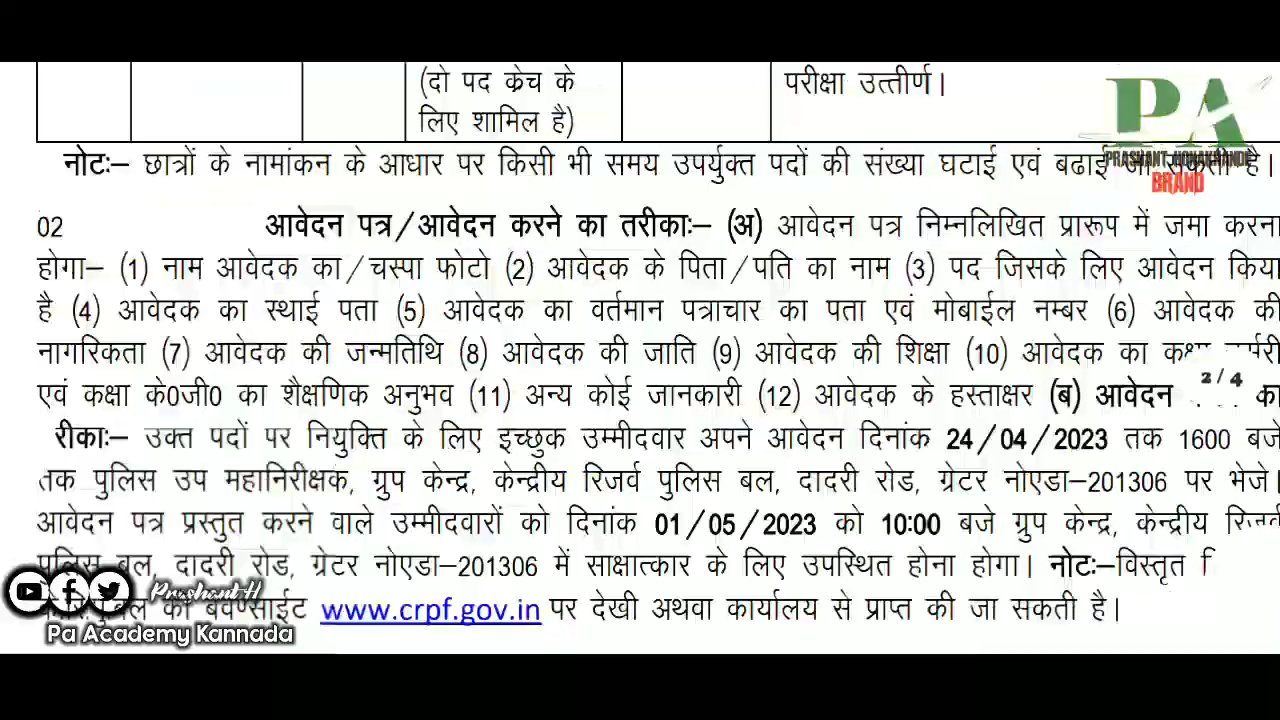 (दो पद क्रेच के
लिए शामिल है)
परीक्षा उत्तीर्ण।
PA
PRASHANT HONAKHANDE
BRAND
नोटः– छात्रों के नामांकन के आधार पर किसी भी समय उपर्युक्त पदों की संख्या घटाई एवं बढाई जा सकती है।
02 आवेदन पत्र/आवेदन करने का तरीकाः– (अ) आवेदन पत्र निम्नलिखित प्रारूप में जमा करना
होगा– (1) नाम आवेदक का/चस्पा फोटो (2) आवेदक के पिता/पति का नाम (3) पद जिसके लिए आवेदन किया
है (4) आवेदक का स्थाई पता (5) आवेदक का वर्तमान पत्राचार का पता एवं मोबाईल नम्बर (6) आवेदक की
नागरिकता (7) आवेदक की जन्मतिथि (8) आवेदक की जाति (9) आवेदक की शिक्षा (10) आवेदक का
एवं कक्षा के0जी0 का शैक्षणिक अनुभव (11) अन्य कोई जानकारी (12) आवेदक के हस्ताक्षर (ब) आवेदन का
2/4
रीकाः– उक्त पदों पर नियुक्ति के लिए इच्छुक उम्मीदवार अपने आवेदन दिनांक 24/04/2023 तक 1600 बजे
तक पुलिस उप महानिरीक्षक, ग्रुप केन्द्र, केन्द्रीय रिजर्व पुलिस बल, दादरी रोड, ग्रेटर नोएडा–201306 पर भेजे।
आवेदन पत्र प्रस्तुत करने वाले उम्मीदवारों को दिनांक 01/05/2023 को 10:00 बजे ग्रुप केन्द्र, केन्द्रीय
पुलिस बल, दादरी रोड, ग्रेटर नोएडा–201306 में साक्षात्कार के लिए उपस्थित होना होगा। नोटः–विस्तृत
www.crpf.gov.in पर देखी अथवा कार्यालय से प्राप्त की जा सकती है।
Prashant H
Pa Academy Kannada